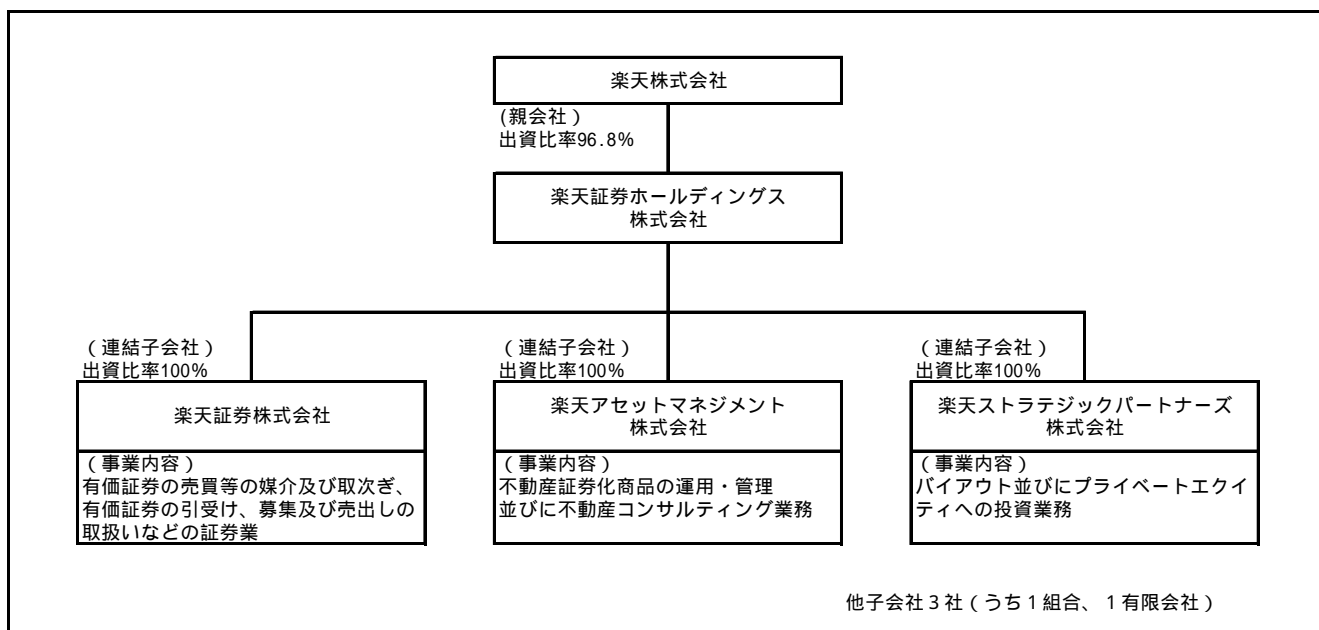 楽天株式会社
(親会社)
出資比率96.8%
楽天証券ホールディングス
株式会社
(連結子会社)
出資比率100%
楽天証券株式会社
(事業内容)
有価証券の売買等の媒介及び取次ぎ、
有価証券の引受け、募集及び売出しの
取扱いなどの証券業
(連結子会社)
出資比率100%
楽天アセットマネジメント
株式会社
(事業内容)
不動産証券化商品の運用・管理
並びに不動産コンサルティング業務
(連結子会社)
出資比率100%
楽天ストラテジックパートナーズ
株式会社
(事業内容)
バイアウト並びにプライベートエクイ
ティへの投資業務
他子会社3社(うち1組合、1有限会社)